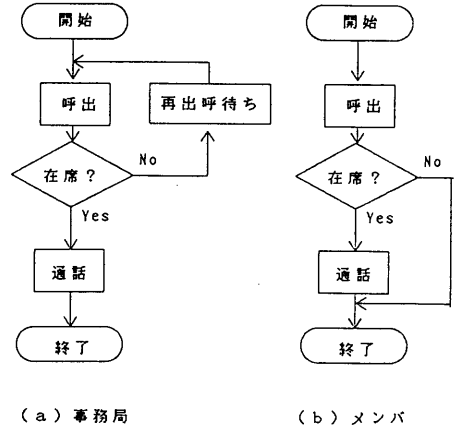 開始
呼出
再出呼待ち
在席？
No
Yes
通話
終了
(a) 事務局
開始
呼出
在席？
No
Yes
通話
終了
(b) メンバ